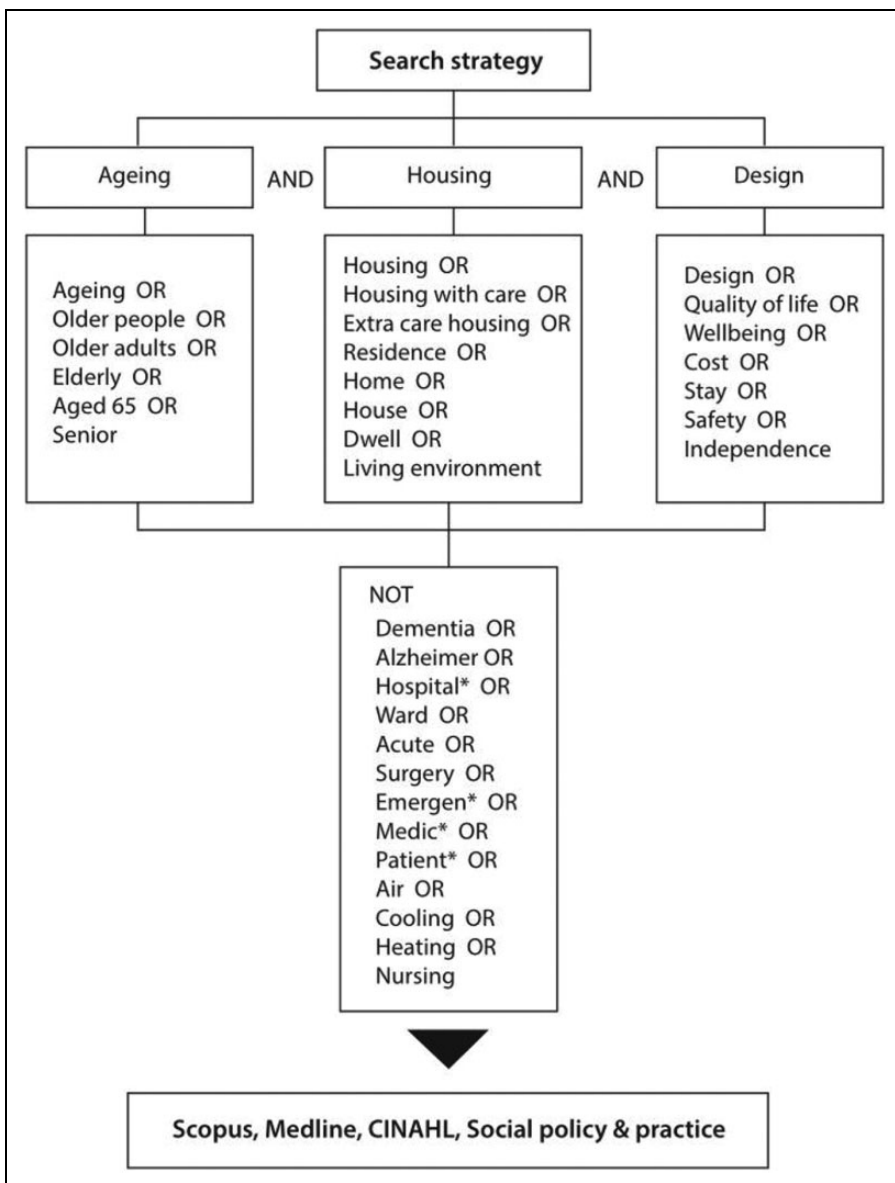 Search strategy
Ageing AND Housing AND Design
Ageing OR
Older people OR
Older adults OR
Elderly OR
Aged 65 OR
Senior
Housing OR
Housing with care OR
Extra care housing OR
Residence OR
Home OR
House OR
Dwell OR
Living environment
Design OR
Quality of life OR
Wellbeing OR
Cost OR
Stay OR
Safety OR
Independence
NOT
Dementia OR
Alzheimer OR
Hospital* OR
Ward OR
Acute OR
Surgery OR
Emergen* OR
Medic* OR
Patient* OR
Air OR
Cooling OR
Heating OR
Nursing
Scopus, Medline, CINAHL, Social policy & practice